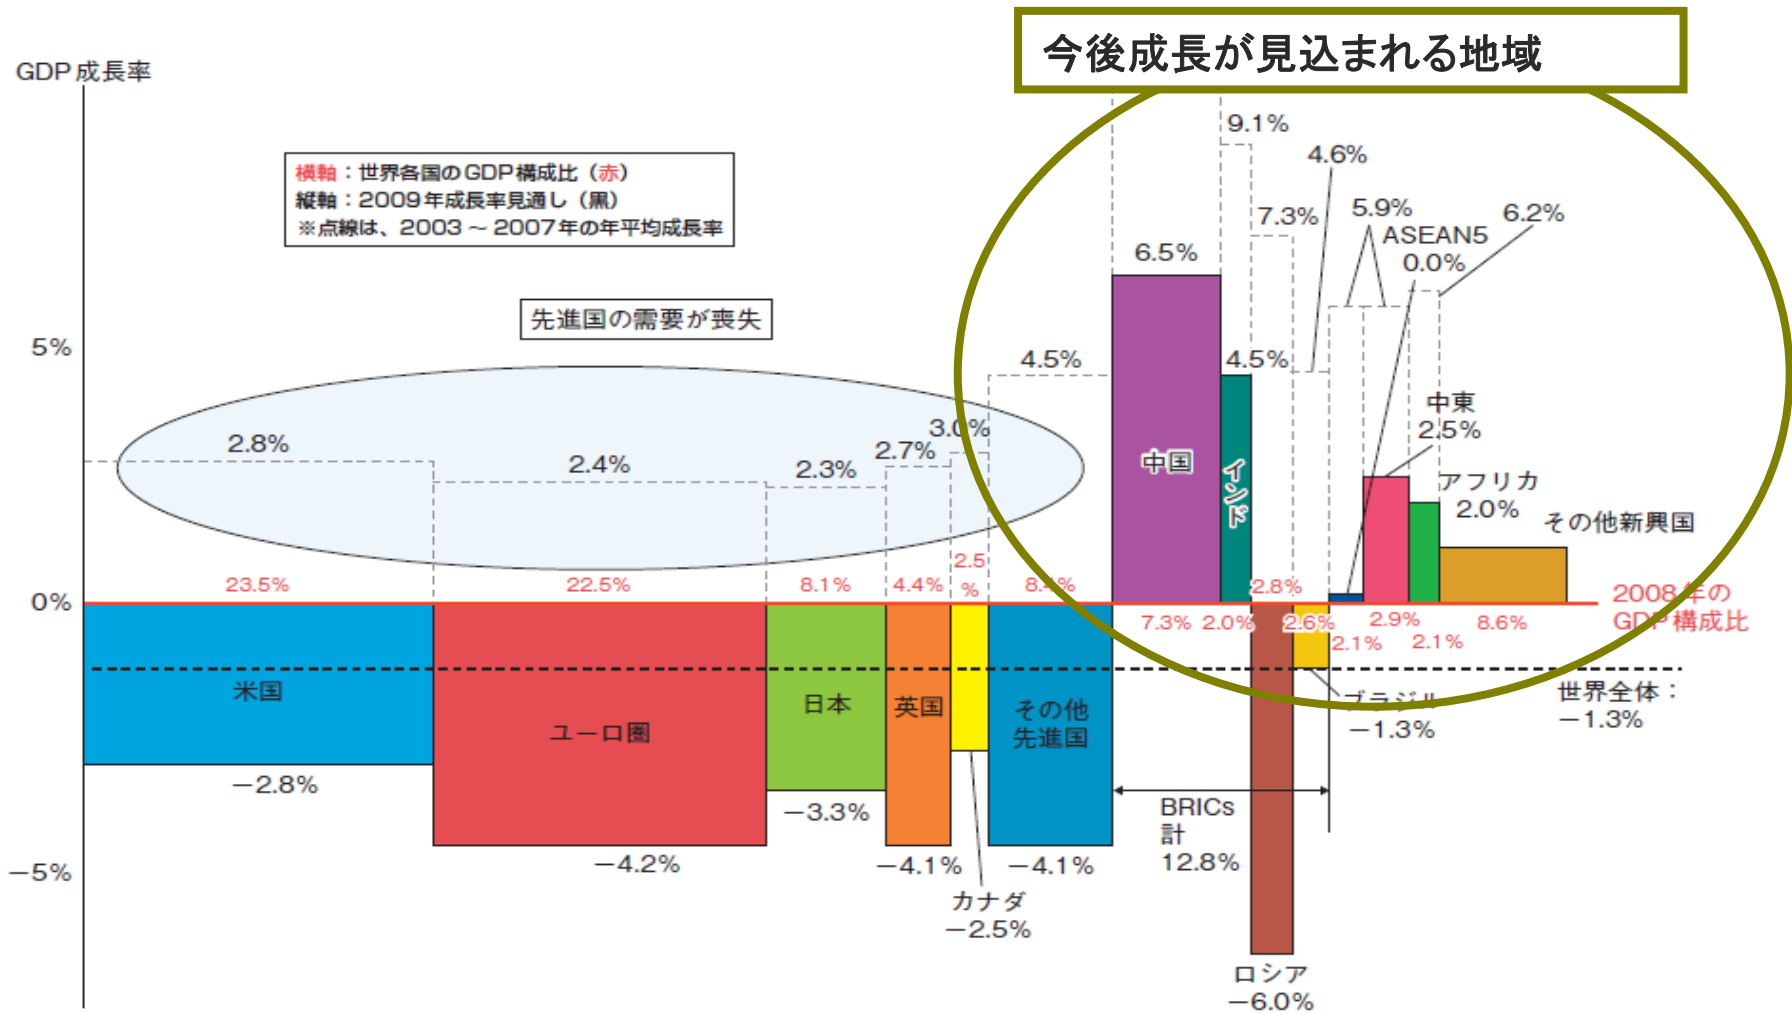 今後成長が見込まれる地域
GDP成長率
横軸：世界各国のGDP構成比（赤）
縦軸：2009年成長率見通し（黒）
※点線は、2003～2007年の年平均成長率
先進国の需要が喪失
5%
0%
－5%
2.8%
2.4%
2.3%
2.7%
3.0%
4.5%
6.5%
9.1%
4.5%
7.3%
4.6%
5.9%
ASEAN5
0.0%
6.2%
中東
2.5%
アフリカ
2.0%
その他新興国
中国
インド
23.5%
22.5%
8.1%
4.4%
2.5
%
8.4%
7.3%
2.0%
2.8%
2.6%
2.1%
2.9%
2.1%
8.6%
2008年の
GDP構成比
米国
－2.8%
ユーロ圏
－4.2%
日本
－3.3%
英国
－4.1%
カナダ
－2.5%
その他
先進国
－4.1%
BRICs
計
12.8%
ロシア
－6.0%
ブラジル
－1.3%
世界全体：
－1.3%